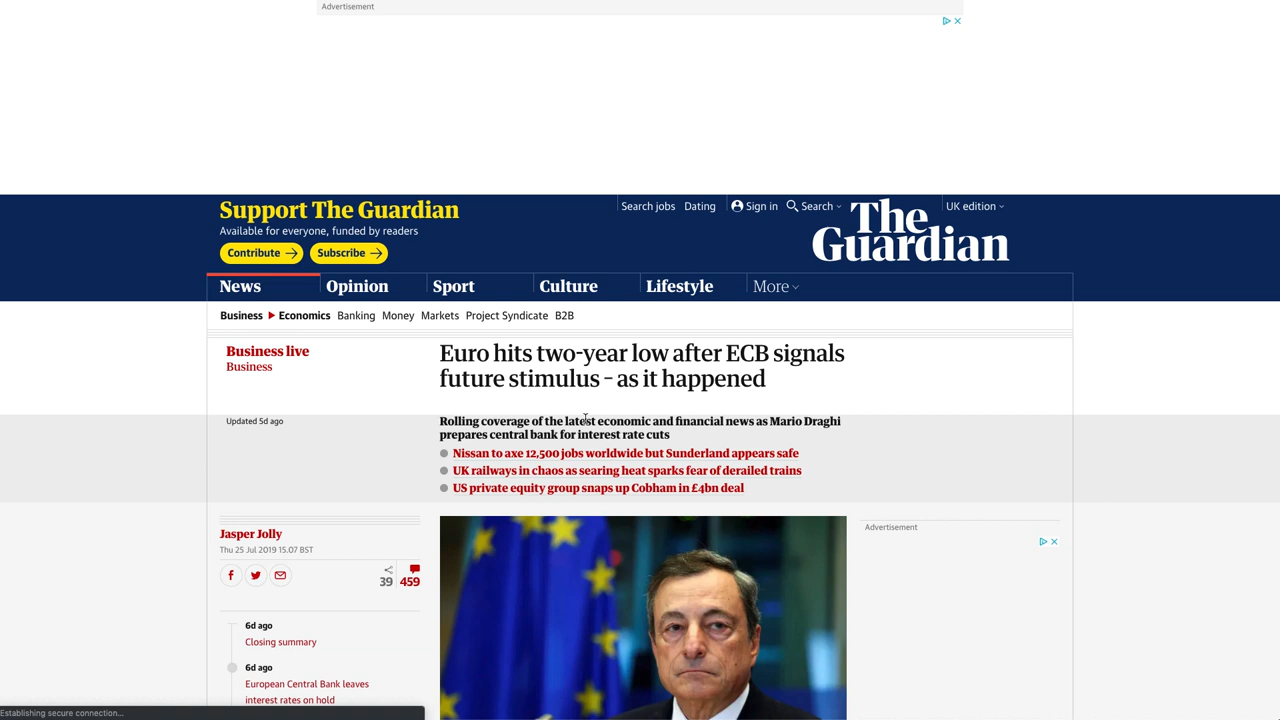 Advertisement
Support The Guardian
Available for everyone, funded by readers
Contribute
Subscribe
Search jobs
Dating
Sign in
Search
UK edition
The
Guardian
News
Opinion
Sport
Culture
Lifestyle
More
Business
Economics
Banking
Money
Markets
Project Syndicate
B2B
Business live
Business
Euro hits two-year low after ECB signals
future stimulus – as it happened
Updated 5d ago
Rolling coverage of the latest economic and financial news as Mario Draghi
prepares central bank for interest rate cuts
Nissan to axe 12,500 jobs worldwide but Sunderland appears safe
UK railways in chaos as searing heat sparks fear of derailed trains
US private equity group snaps up Cobham in £4bn deal
Jasper Jolly
Thu 25 Jul 2019 15.07 BST
39
459
Advertisement
6d ago
Closing summary
6d ago
European Central Bank leaves
interest rates on hold
Establishing secure connection...